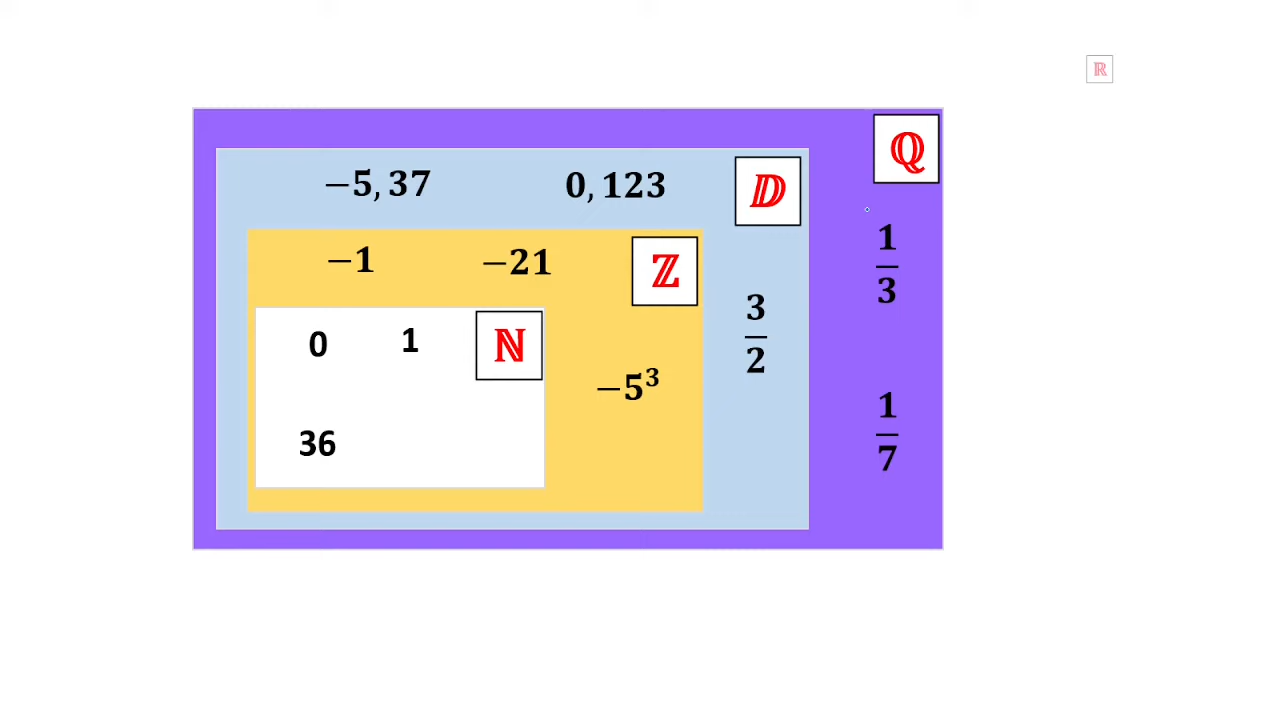 ℝ
ℚ
−5,37 0,123 𝔻
−1 −21 ℤ
1/3
3/2
0 1 ℕ
−5³
1/7
36